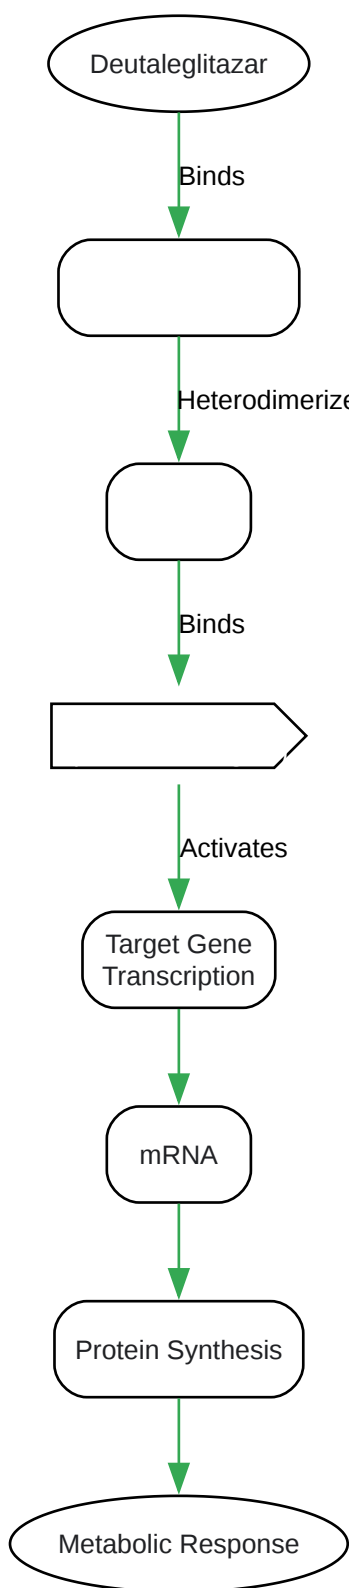 Deutaleglitazar
Binds
Heterodimerize
Binds
Activates
Target Gene
Transcription
mRNA
Protein Synthesis
Metabolic Response